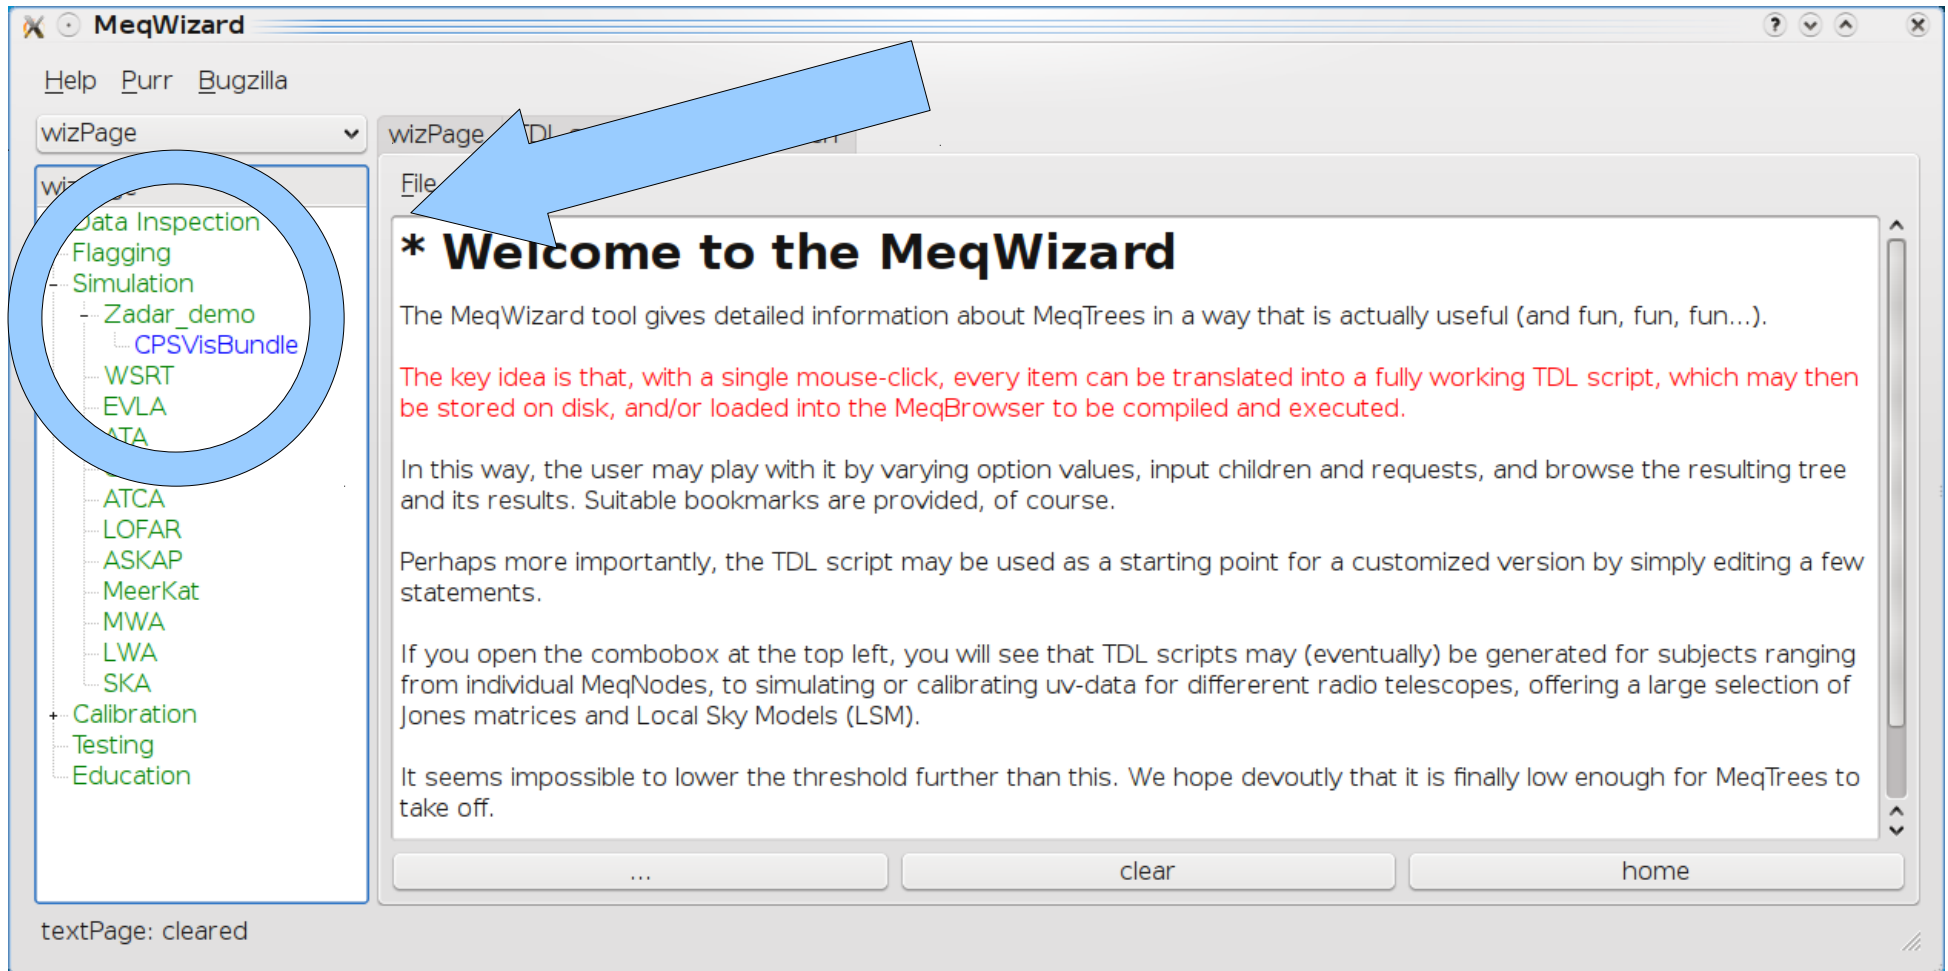 MeqWizard
Help Purr Bugzilla
wizPage
wizPage
File
Data Inspection
Flagging
Simulation
Zadar_demo
CPSVisBundle
WSRT
EVLA
ATA
ATCA
LOFAR
ASKAP
MeerKat
MWA
LWA
SKA
Calibration
Testing
Education
* Welcome to the MeqWizard
The MeqWizard tool gives detailed information about MeqTrees in a way that is actually useful (and fun, fun, fun...).
The key idea is that, with a single mouse-click, every item can be translated into a fully working TDL script, which may then
be stored on disk, and/or loaded into the MeqBrowser to be compiled and executed.
In this way, the user may play with it by varying option values, input children and requests, and browse the resulting tree
and its results. Suitable bookmarks are provided, of course.
Perhaps more importantly, the TDL script may be used as a starting point for a customized version by simply editing a few
statements.
If you open the combobox at the top left, you will see that TDL scripts may (eventually) be generated for subjects ranging
from individual MeqNodes, to simulating or calibrating uv-data for differerent radio telescopes, offering a large selection of
Jones matrices and Local Sky Models (LSM).
It seems impossible to lower the threshold further than this. We hope devoutly that it is finally low enough for MeqTrees to
take off.
... clear home
textPage: cleared